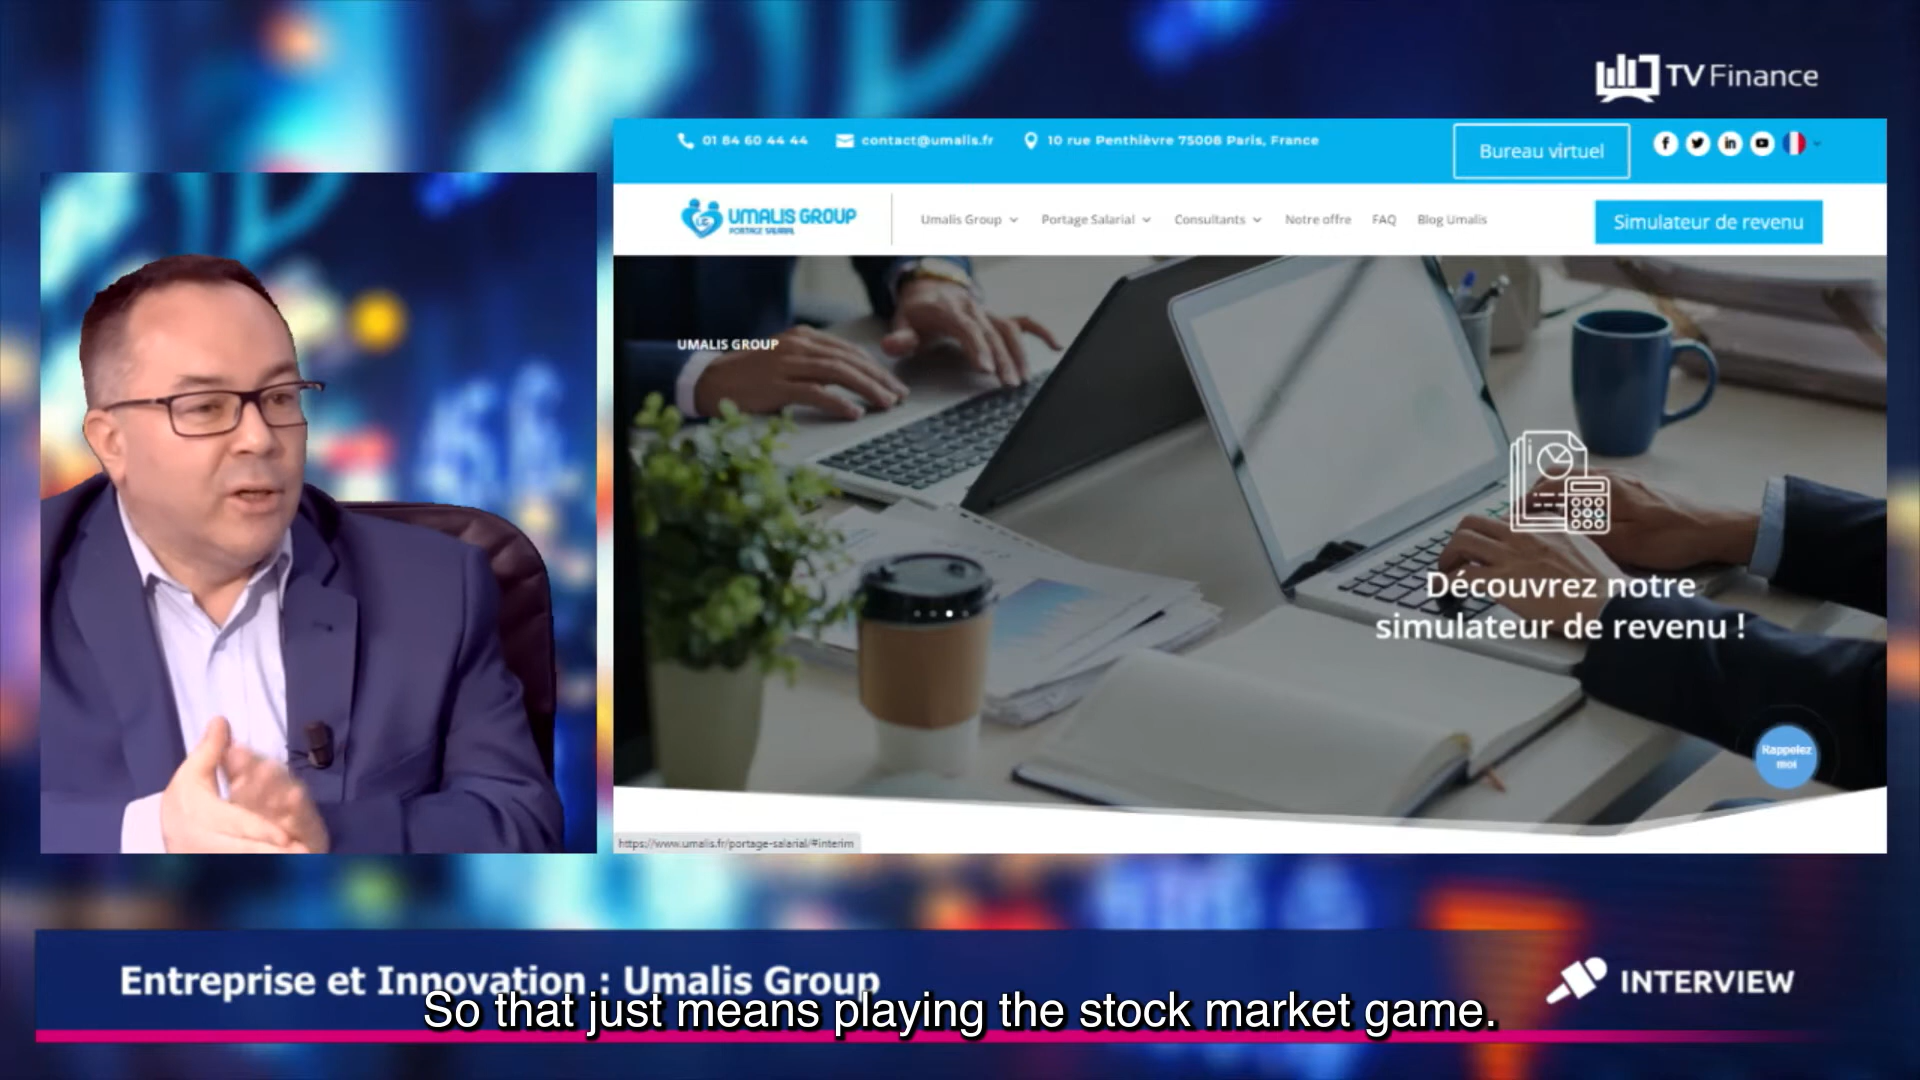 TV Finance
01 84 60 44 44
contact@umalis.fr
10 rue Penthièvre 75008 Paris, France
Bureau virtuel
UMALIS GROUP
PORTAGE SALARIAL
Umalis Group
Portage Salarial
Consultants
Notre offre
FAQ
Blog Umalis
Simulateur de revenu
UMALIS GROUP
Découvrez notre
simulateur de revenu !
Rappelez
moi
https://www.umalis.fr/portage-salarial/#interim
Entreprise et Innovation : Umalis Group
INTERVIEW
So that just means playing the stock market game.